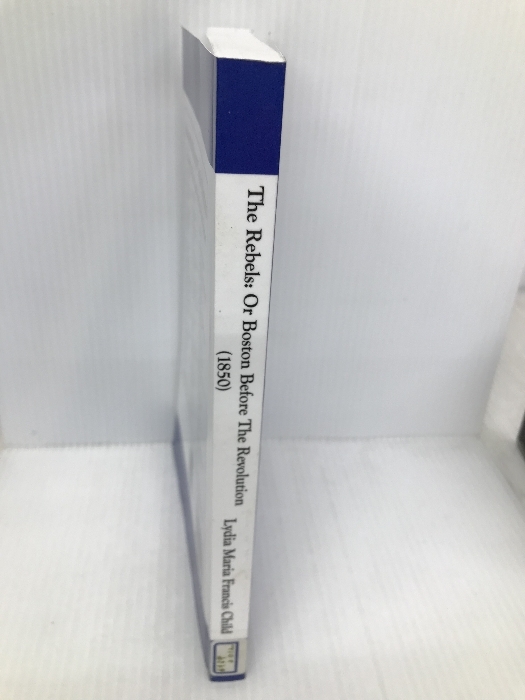 The Rebels: Or Boston Before The Revolution
(1850)
Lydia Maria Francis Child